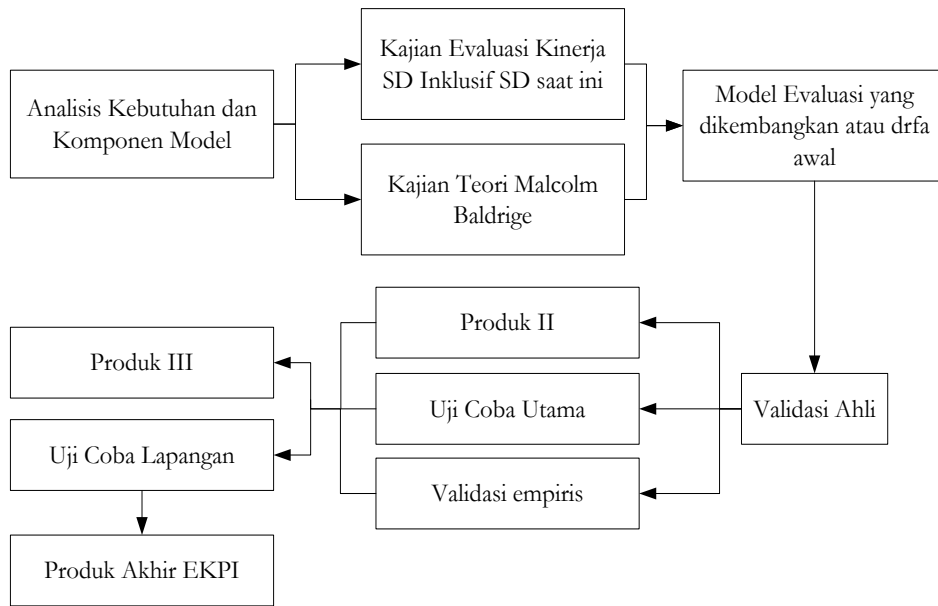 Analisis Kebutuhan dan
Komponen Model
Kajian Evaluasi Kinerja
SD Inklusif SD saat ini
Kajian Teori Malcolm
Baldrige
Model Evaluasi yang
dikembangkan atau drfa
awal
Validasi Ahli
Produk II
Uji Coba Utama
Validasi empiris
Produk III
Uji Coba Lapangan
Produk Akhir EKPI